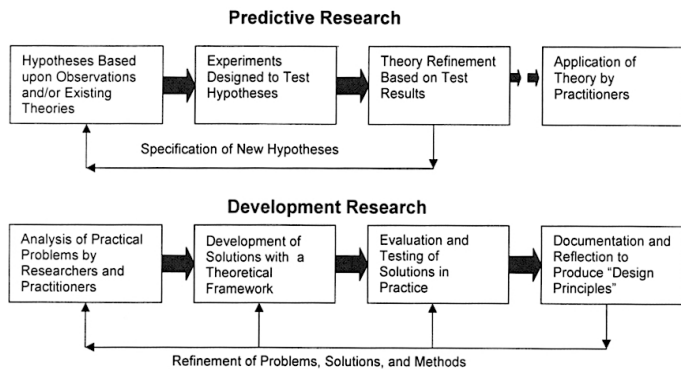 Predictive Research
Hypotheses Based
upon Observations
and/or Existing
Theories
Experiments
Designed to Test
Hypotheses
Theory Refinement
Based on Test
Results
Application of
Theory by
Practitioners
Specification of New Hypotheses
Development Research
Analysis of Practical
Problems by
Researchers and
Practitioners
Development of
Solutions with a
Theoretical
Framework
Evaluation and
Testing of
Solutions in
Practice
Documentation and
Reflection to
Produce “Design
Principles”
Refinement of Problems, Solutions, and Methods